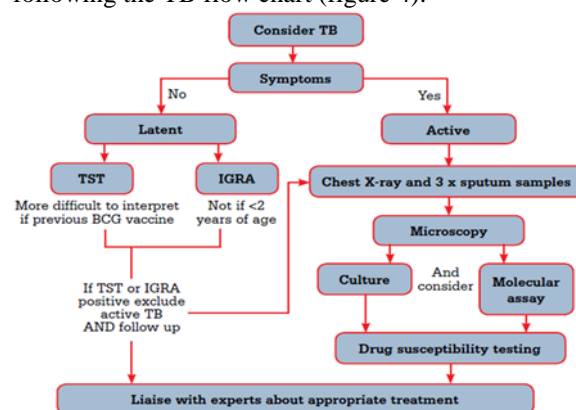 following the TB flow chart (figure 4).
Consider TB
Symptoms
No
Yes
Latent
Active
TST
IGRA
Chest X-ray and 3 x sputum samples
More difficult to interpret
if previous BCG vaccine
Not if <2
years of age
Microscopy
Culture
And
consider
Molecular
assay
If TST or IGRA
positive exclude
active TB
AND follow up
Drug susceptibility testing
Liaise with experts about appropriate treatment